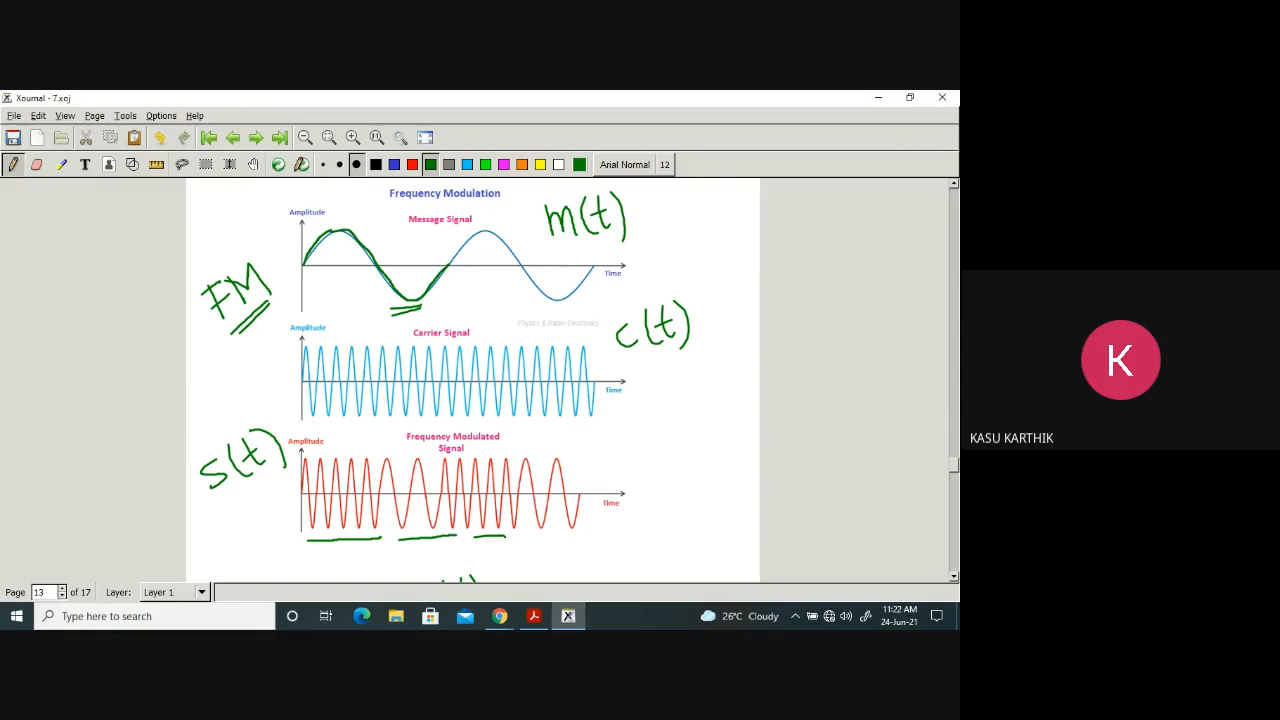 Xournal - 7.xoj
File Edit View Page Tools Options Help
T Arial Normal 12
Frequency Modulation
Amplitude
Message Signal
m(t)
Time
FM
Physics & Radio-Electronics
c(t)
Amplitude
Carrier Signal
Time
s(t)
Amplitude
Frequency Modulated
Signal
Time
Page 13 of 17 Layer: Layer 1
Type here to search
26°C Cloudy
11:22 AM
24-Jun-21
K
KASU KARTHIK